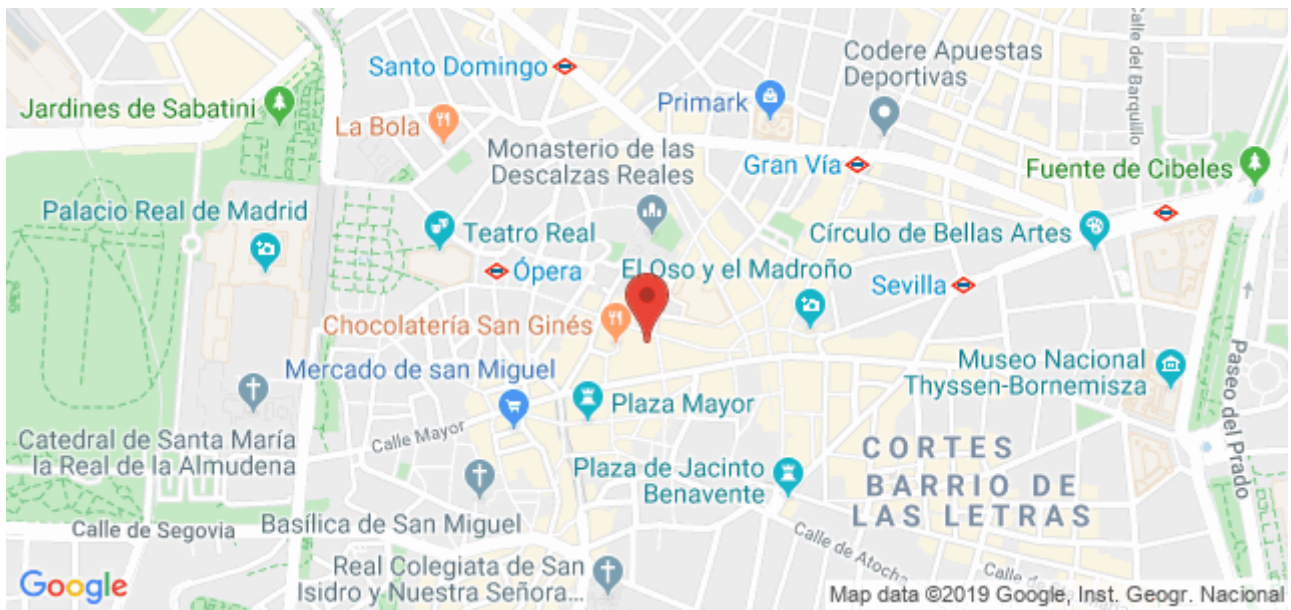 Santo Domingo
Codere Apuestas
Deportivas
Calle del Barquillo
Jardines de Sabatini
La Bola
Primark
Monasterio de las
Descalzas Reales
Gran Vía
Fuente de Cibeles
Palacio Real de Madrid
Teatro Real
Círculo de Bellas Artes
Ópera
El Oso y el Madroño
Sevilla
Chocolatería San Ginés
Mercado de san Miguel
Museo Nacional
Thyssen-Bornemisza
Paseo del Prado
Plaza Mayor
Calle Mayor
Catedral de Santa María
la Real de la Almudena
CORTES
BARRIO DE
LAS LETRAS
Plaza de Jacinto
Benavente
Calle de Segovia
Basílica de San Miguel
Calle de Atocha
Real Colegiata de San
Isidro y Nuestra Señora...
Calle de
Google
Map data ©2019 Google, Inst. Geogr. Nacional